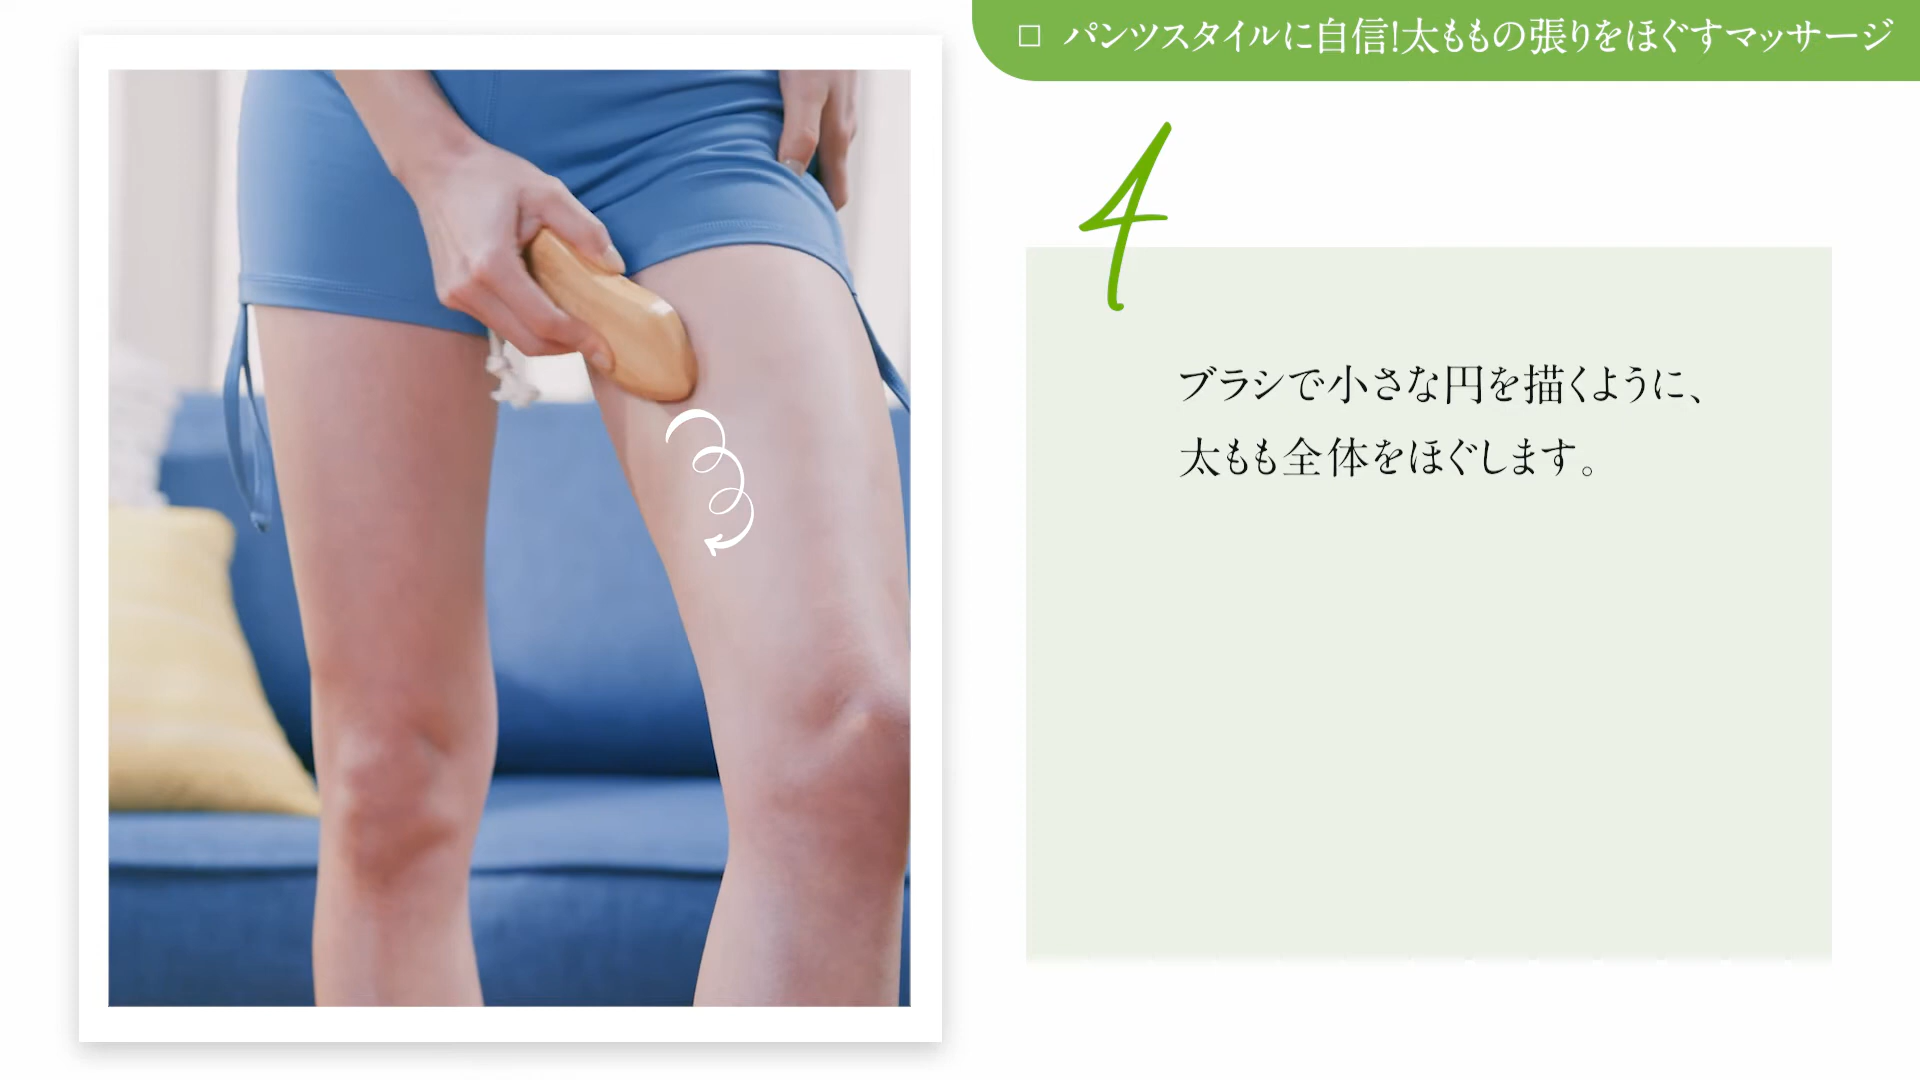 □ パンツスタイルに自信!太ももの張りをほぐすマッサージ
4
ブラシで小さな円を描くように、
太もも全体をほぐします。